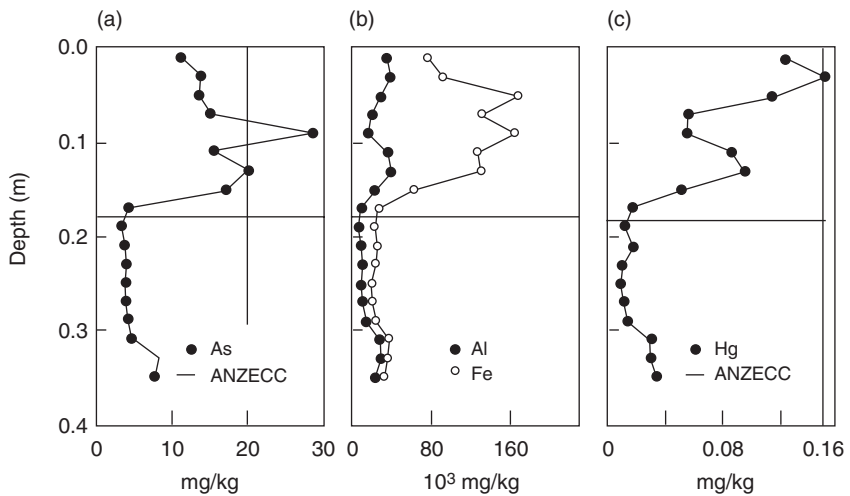 (a)
(b)
(c)
0.0
0.1
0.2
0.3
0.4
Depth (m)
As
ANZECC
Al
Fe
Hg
ANZECC
0 10 20 30
0 80 160
0 0.08 0.16
mg/kg
10³ mg/kg
mg/kg